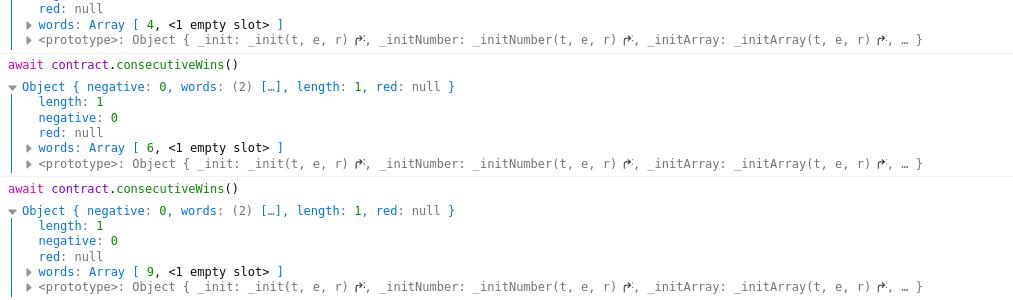 red: null
words: Array [ 4, <1 empty slot> ]
<prototype>: Object { _init: _init(t, e, r), _initNumber: _initNumber(t, e, r), _initArray: _initArray(t, e, r), … }
await contract.consecutiveWins()
Object { negative: 0, words: (2) […], length: 1, red: null }
length: 1
negative: 0
red: null
words: Array [ 6, <1 empty slot> ]
<prototype>: Object { _init: _init(t, e, r), _initNumber: _initNumber(t, e, r), _initArray: _initArray(t, e, r), … }
await contract.consecutiveWins()
Object { negative: 0, words: (2) […], length: 1, red: null }
length: 1
negative: 0
red: null
words: Array [ 9, <1 empty slot> ]
<prototype>: Object { _init: _init(t, e, r), _initNumber: _initNumber(t, e, r), _initArray: _initArray(t, e, r), … }